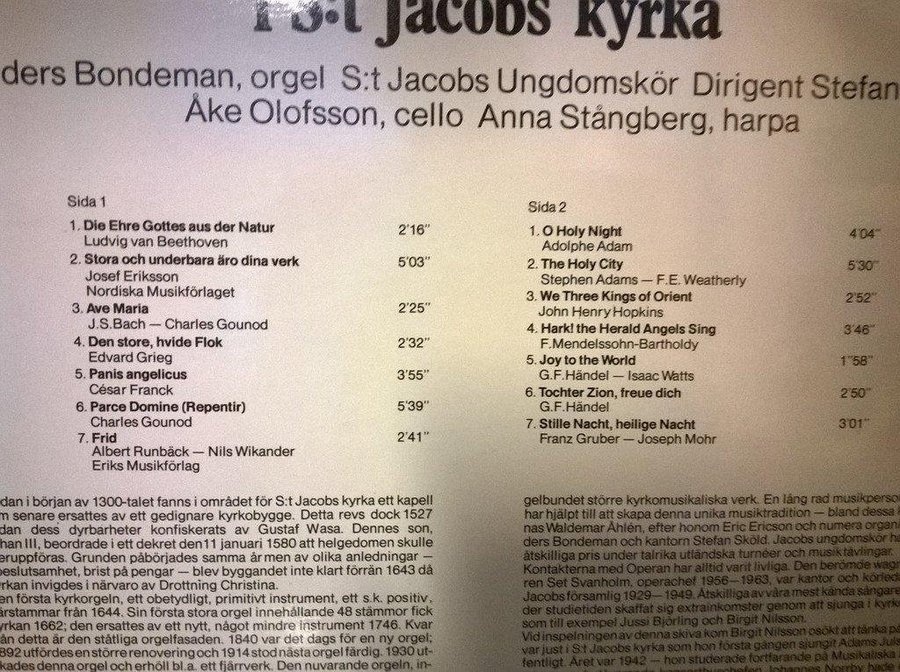 i S:t Jacobs kyrka
ders Bondeman, orgel S:t Jacobs Ungdomskör Dirigent Stefan
Åke Olofsson, cello Anna Stångberg, harpa
Sida 1
1. Die Ehre Gottes aus der Natur 2'16"
Ludvig van Beethoven
2. Stora och underbara äro dina verk 5'03"
Josef Eriksson
Nordiska Musikförlaget
3. Ave Maria 2'25"
J.S.Bach — Charles Gounod
4. Den store, hvide Flok 2'32"
Edvard Grieg
5. Panis angelicus 3'55"
César Franck
6. Parce Domine (Repentir) 5'39"
Charles Gounod
7. Frid 2'41"
Albert Runbäck — Nils Wikander
Eriks Musikförlag
Sida 2
1. O Holy Night 4'04"
Adolphe Adam
2. The Holy City 5'30"
Stephen Adams — F.E. Weatherly
3. We Three Kings of Orient 2'52"
John Henry Hopkins
4. Hark! the Herald Angels Sing 3'46"
F.Mendelssohn-Bartholdy
5. Joy to the World 1"58"
G.F.Händel — Isaac Watts
6. Tochter Zion, freue dich 2'50"
G.F.Händel
7. Stille Nacht, heilige Nacht 3'01"
Franz Gruber — Joseph Mohr
dan i början av 1300-talet fanns i området för S:t Jacobs kyrka ett kapell
m senare ersattes av ett gedignare kyrkobygge. Detta revs dock 1527
dan dess dyrbarheter konfiskerats av Gustaf Wasa. Dennes son,
han III, beordrade i ett dekret den 11 januari 1580 att helgedomen skulle
eruppföras. Grunden påbörjades samma år men av olika anledningar —
eslutsamhet, brist på pengar — blev byggandet inte klart förrän 1643 då
yrkan invigdes i närvaro av Drottning Christina.
en första kyrkorgeln, ett obetydligt, primitivt instrument, ett s.k. positiv,
ärstammar från 1644. Sin första stora orgel innehållande 48 stämmor fick
yrkan 1662; den ersattes av ett nytt, något mindre instrument 1746. Kvar
ån detta är den ståtliga orgelfasaden. 1840 var det dags för en ny orgel;
892 utfördes en större renovering och 1914 stod nästa orgel färdig. 1930 ut-
kades denna orgel och erhöll bl.a. ett fjärrverk. Den nuvarande orgeln, in-
gelbundet större kyrkomusikaliska verk. En lång rad musikperso
har hjälpt till att skapa denna unika musiktradition — bland dessa k
nas Waldemar Åhlén, efter honom Eric Ericson och numera organi
ders Bondeman och kantorn Stefan Sköld. Jacobs ungdomskör ha
åtskilliga pris under talrika utländska turnéer och musiktävlingar.
Kontakterna med Operan har alltid varit livliga. Den berömde wagn
ren Set Svanholm, operachef 1956—1963, var kantor och körleda
Jacobs församling 1929—1949. Åtskilliga av våra mest kända sångare
der studietiden skaffat sig extrainkomster genom att sjunga i kyrko
som till exempel Jussi Björling och Birgit Nilsson.
Vid inspelningen av denna skiva kom Birgit Nilsson osökt att tänka på
var just i S:t Jacobs kyrka hon första gången sjungit Adams Juls
fentligt. Året var 1942 — hon studerade fortfarande på Musikaliska